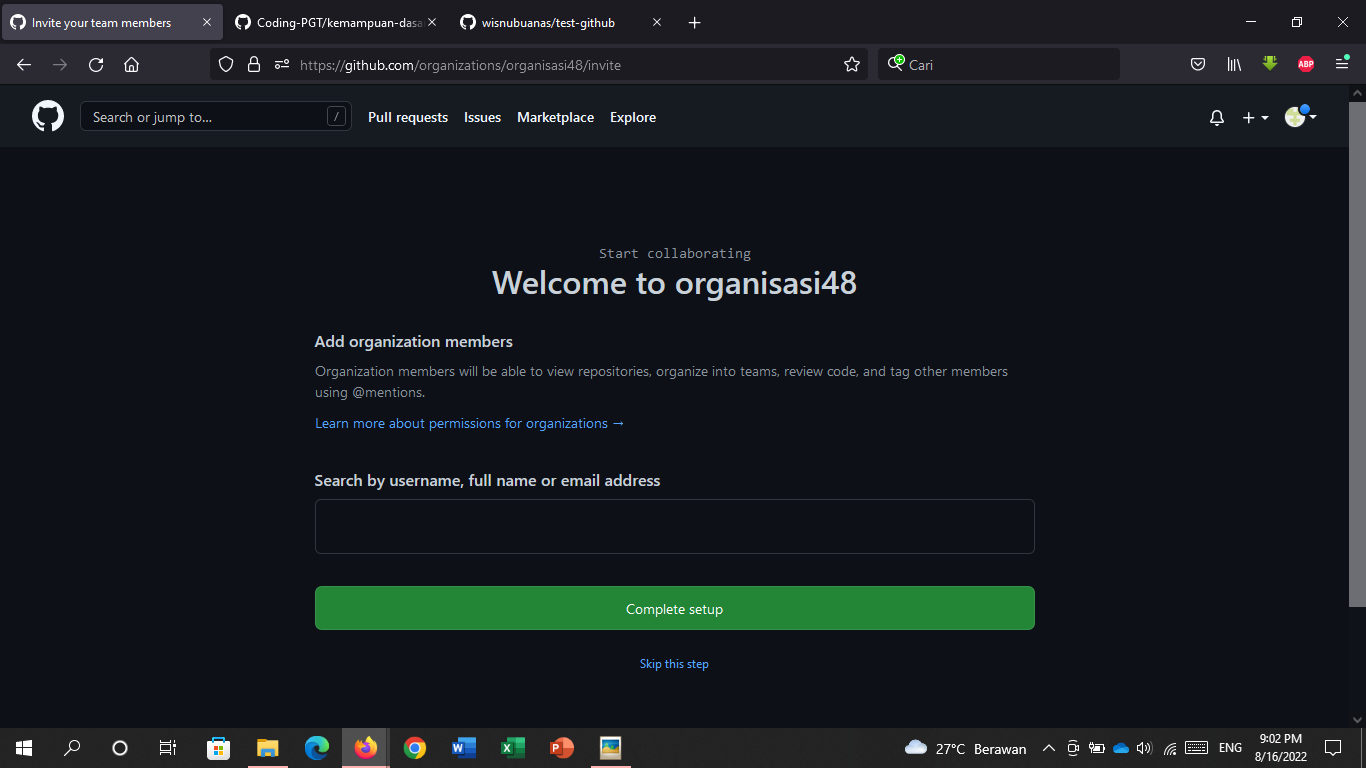 Invite your team members
Coding-PGT/kemampuan-dasa
wisnubuanas/test-github
https://github.com/organizations/organisasi48/invite
Cari
ABP
Search or jump to...
/
Pull requests
Issues
Marketplace
Explore
Start collaborating
Welcome to organisasi48
Add organization members
Organization members will be able to view repositories, organize into teams, review code, and tag other members
using @mentions.
Learn more about permissions for organizations →
Search by username, full name or email address
Complete setup
Skip this step
27°C Berawan
ENG
9:02 PM
8/16/2022